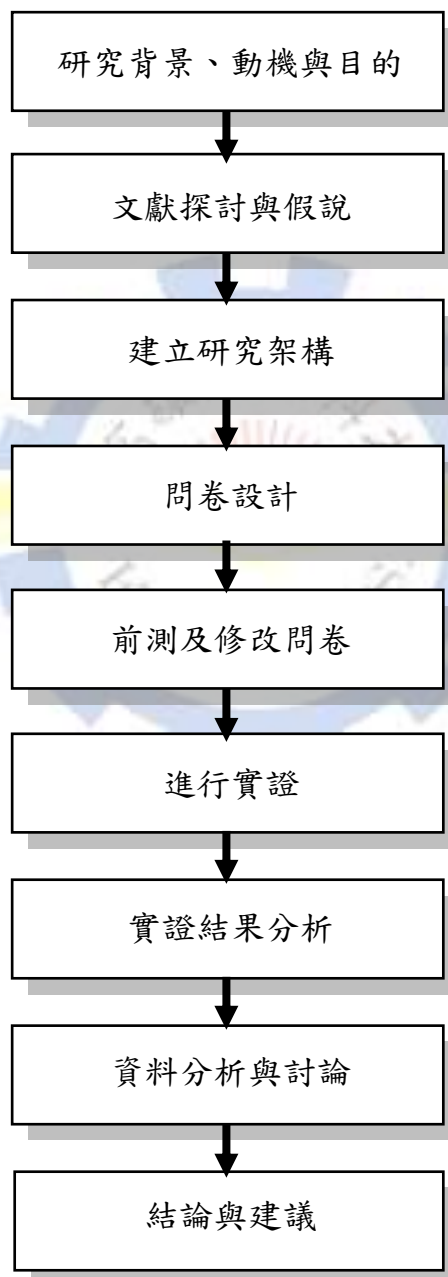 研究背景、動機與目的
文獻探討與假說
建立研究架構
問卷設計
前測及修改問卷
進行實證
實證結果分析
資料分析與討論
結論與建議